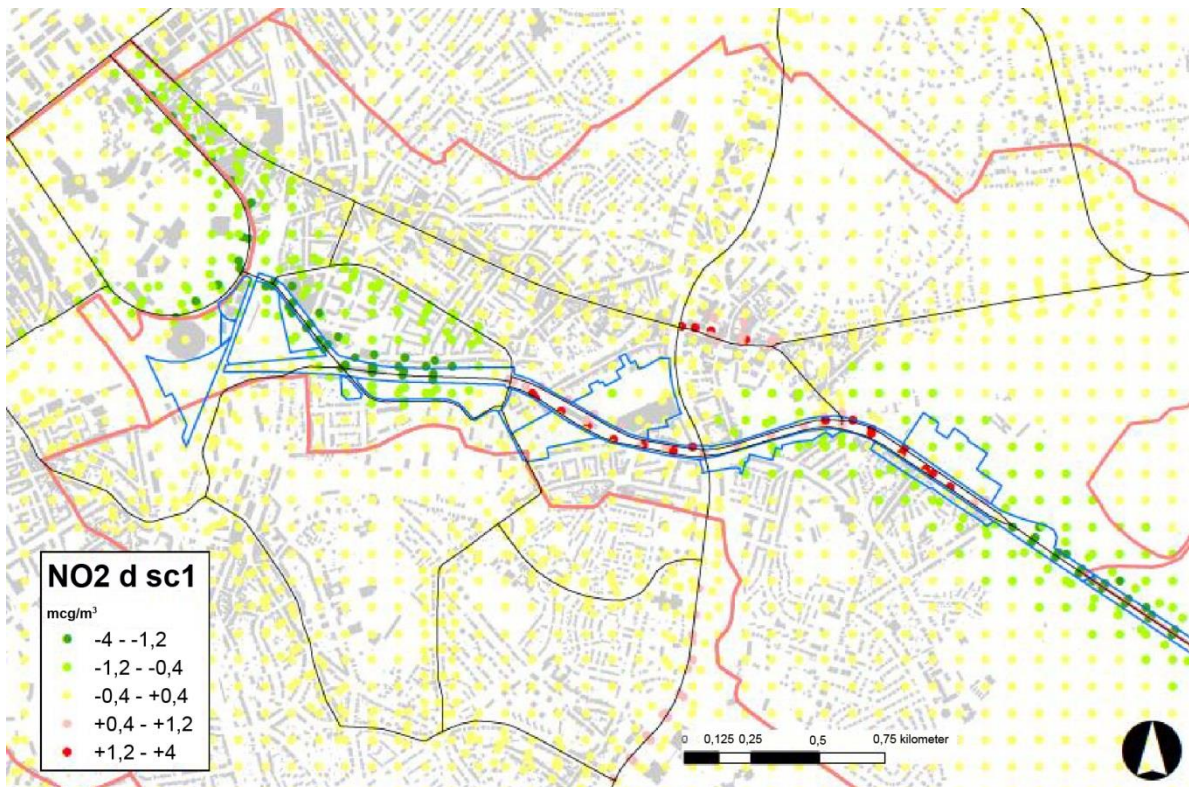 NO2 d sc1
mcg/m³
-4 - -1,2
-1,2 - -0,4
-0,4 - +0,4
+0,4 - +1,2
+1,2 - +4
0 0,125 0,25 0,5 0,75 kilometer